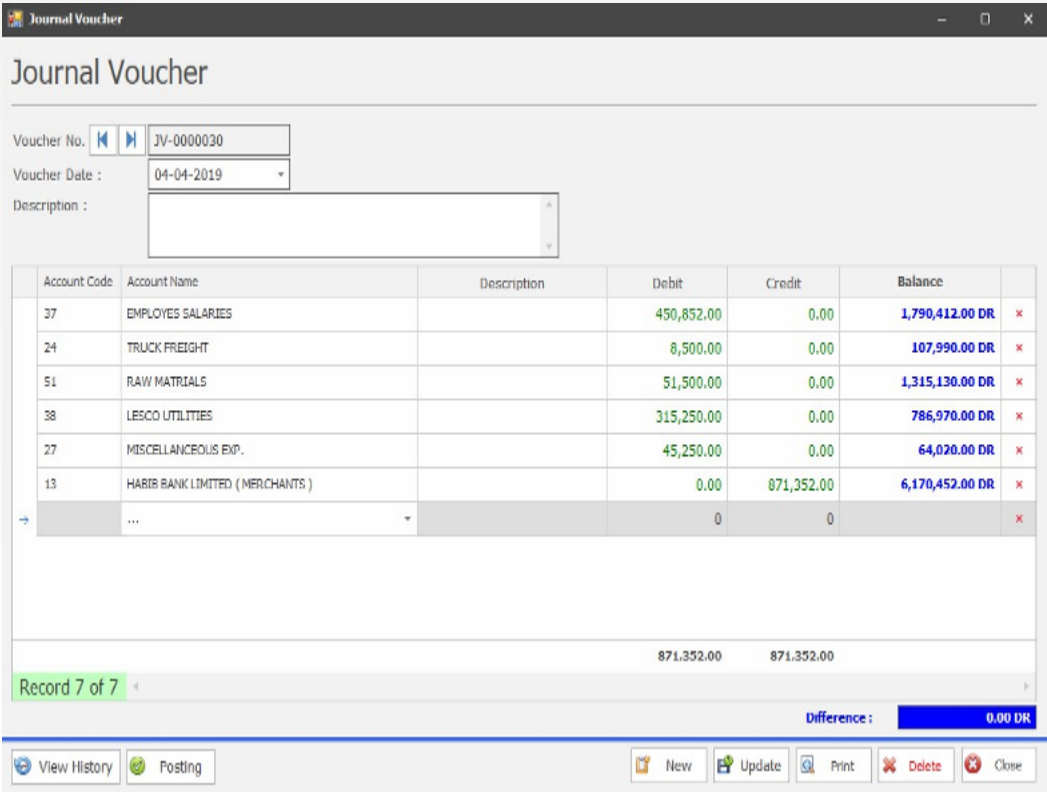 Journal Voucher
Journal Voucher
Voucher No. JV-0000030
Voucher Date : 04-04-2019
Description :
Account Code Account Name Description Debit Credit Balance
37 EMPLOYES SALARIES 450,852.00 0.00 1,790,412.00 DR
24 TRUCK FREIGHT 8,500.00 0.00 107,990.00 DR
51 RAW MATRIALS 51,500.00 0.00 1,315,130.00 DR
38 LESCO UTILITIES 315,250.00 0.00 786,970.00 DR
27 MISCELLANCEOUS EXP. 45,250.00 0.00 64,020.00 DR
13 HABIB BANK LIMITED ( MERCHANTS ) 0.00 871,352.00 6,170,452.00 DR
... 0 0
871,352.00 871,352.00
Record 7 of 7
Difference : 0.00 DR
View History Posting New Update Print Delete Close